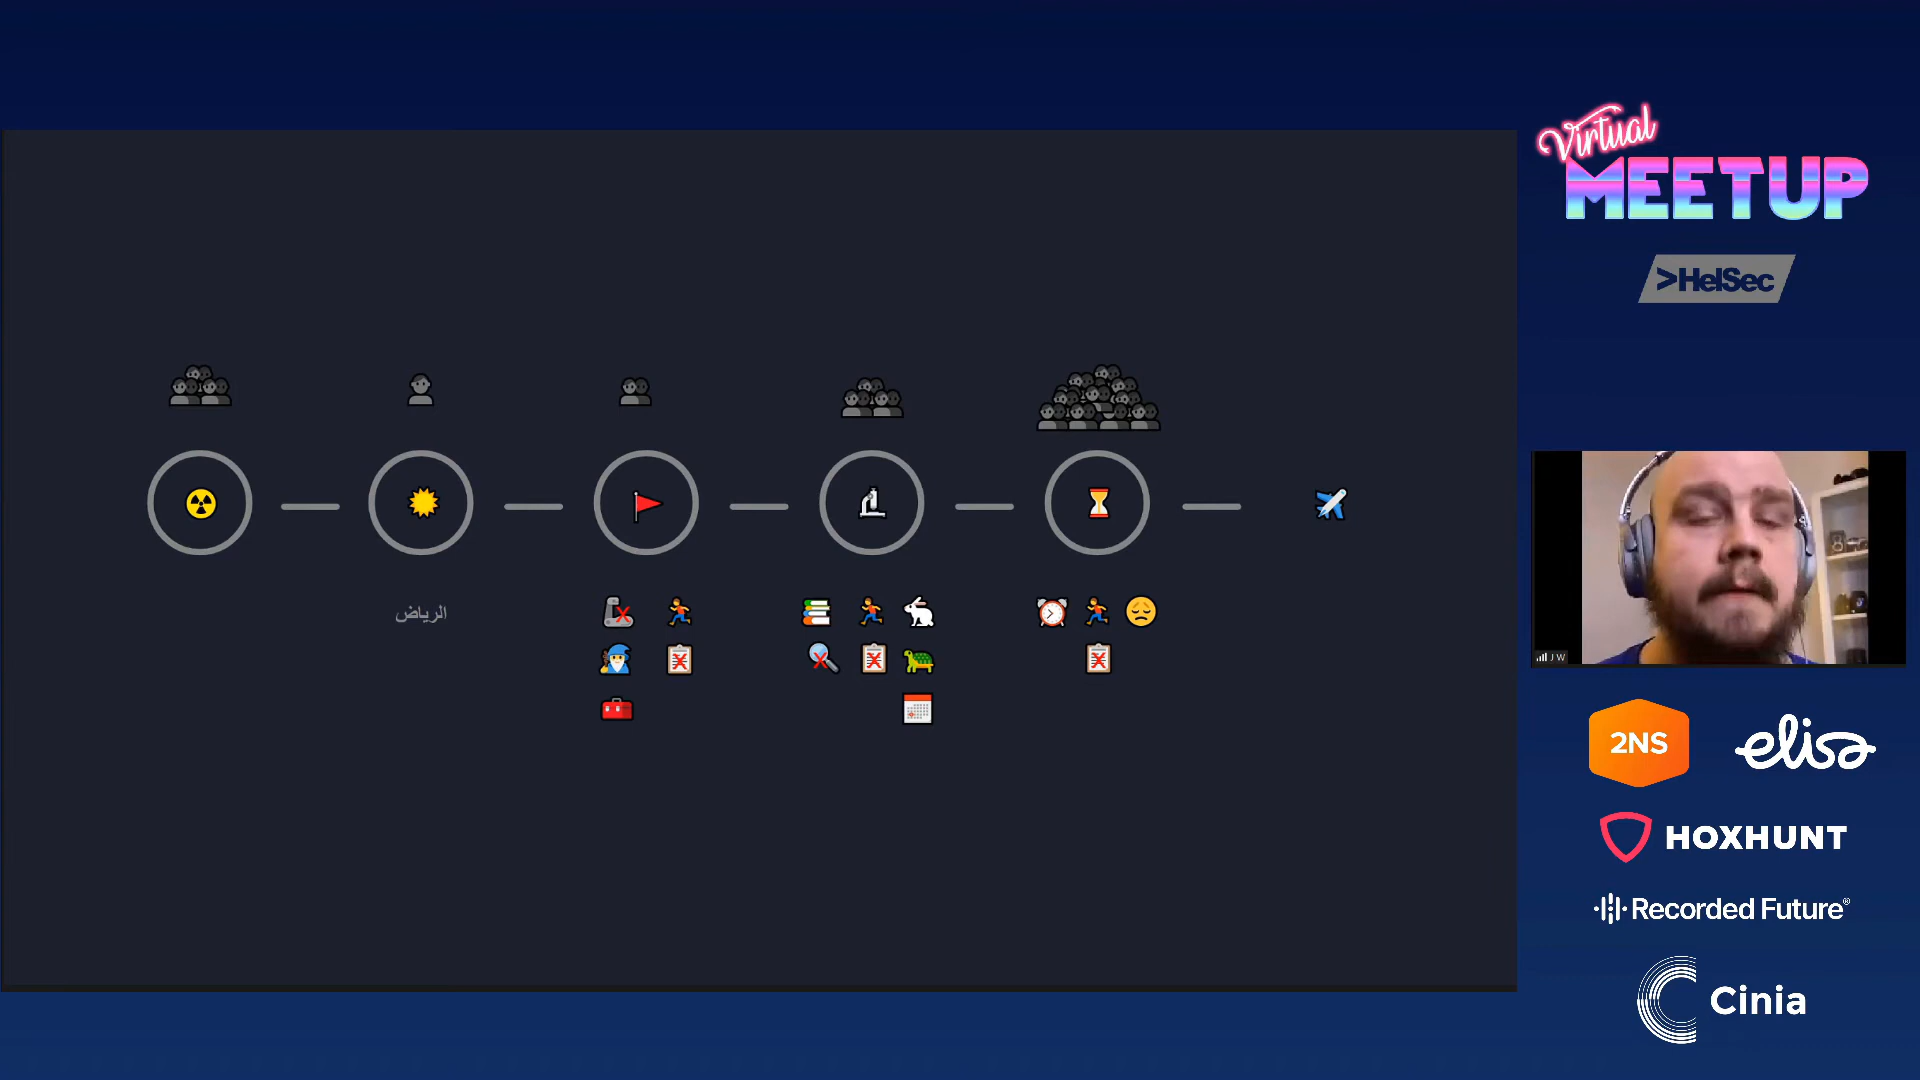 Virtual
MEETUP
>HelSec
الرياض
J W
2NS
elisa
HOXHUNT
Recorded Future®
Cinia